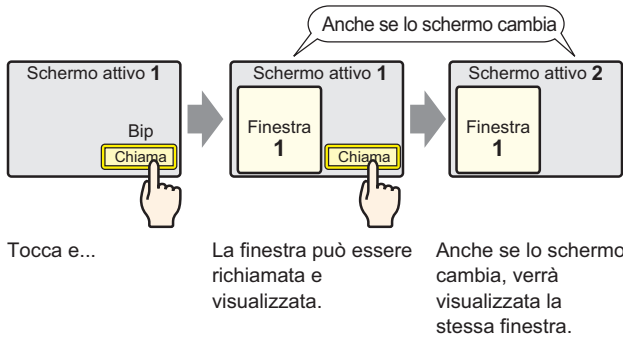 Anche se lo schermo cambia
Schermo attivo 1
Bip
Chiama
Schermo attivo 1
Finestra
1
Chiama
Schermo attivo 2
Finestra
1
Tocca e...
La finestra può essere
richiamata e
visualizzata.
Anche se lo schermo
cambia, verrà
visualizzata la
stessa finestra.